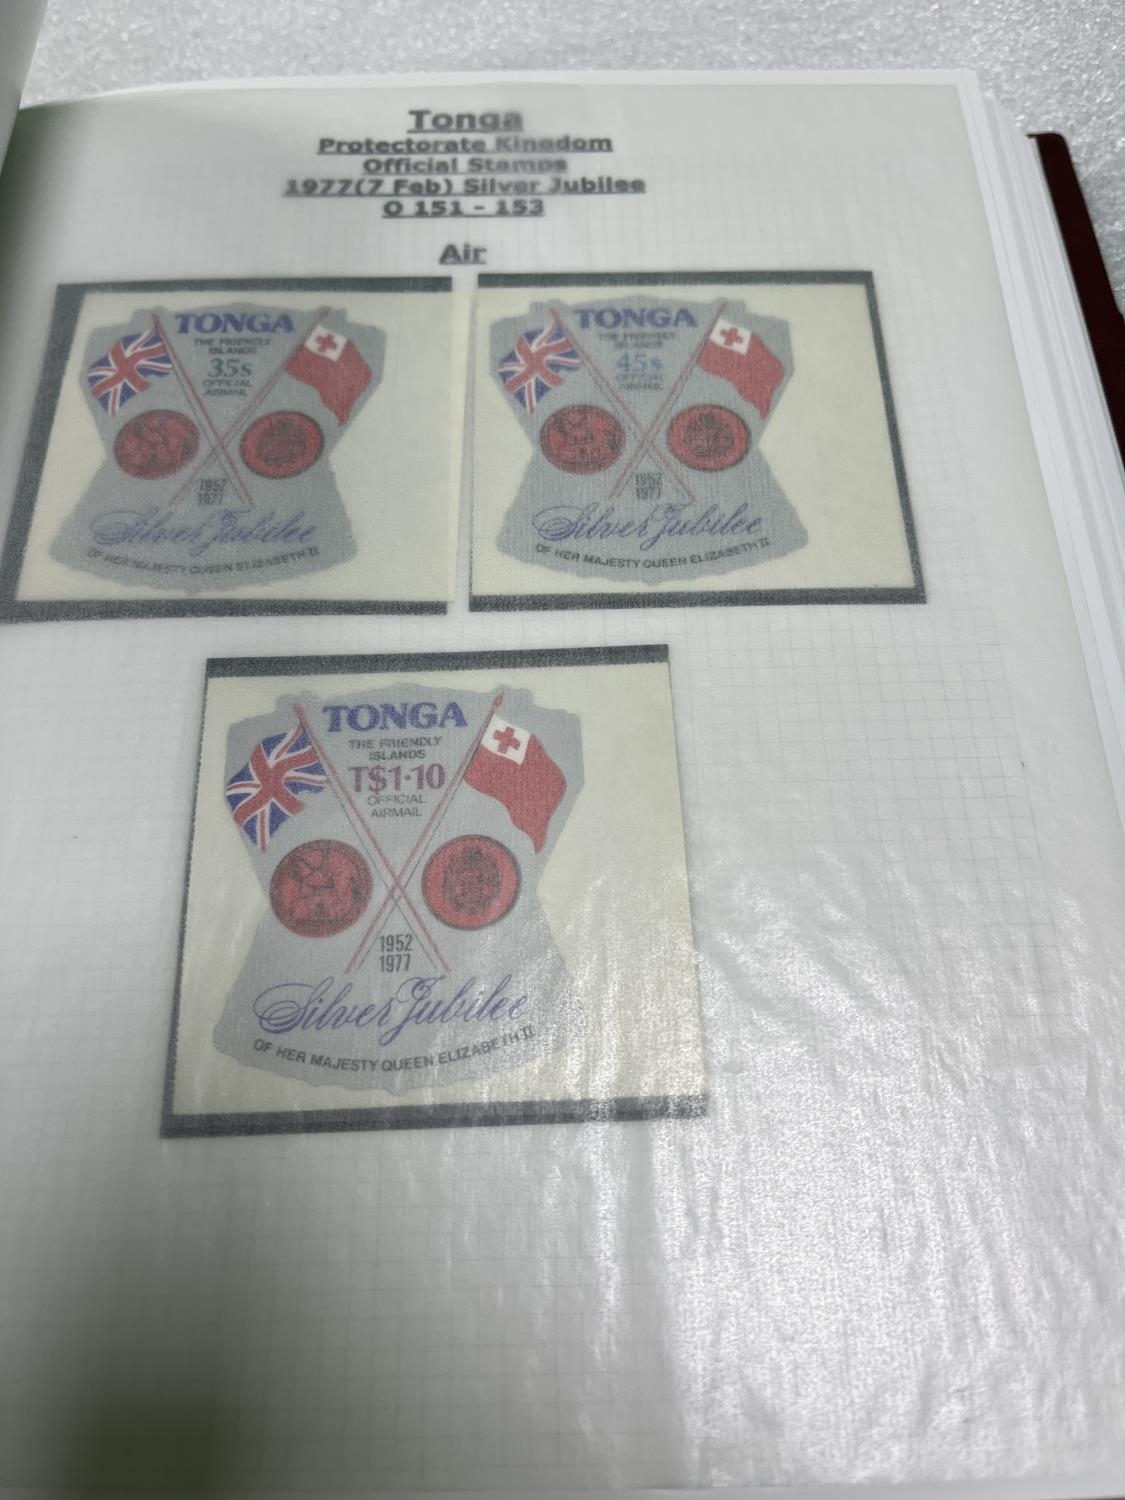 Tonga
Protectorate Kingdom
Official Stamps
1977(7 Feb) Silver Jubilee
O 151 - 153
Air
TONGA
THE FRIENDLY
ISLANDS
35s
OFFICIAL
AIRMAIL
1952
1977
Silver Jubilee
OF HER MAJESTY QUEEN ELIZABETH II
TONGA
THE FRIENDLY
ISLANDS
45s
OFFICIAL
AIRMAIL
1952
1977
Silver Jubilee
OF HER MAJESTY QUEEN ELIZABETH II
TONGA
THE FRIENDLY
ISLANDS
T$1·10
OFFICIAL
AIRMAIL
1952
1977
Silver Jubilee
OF HER MAJESTY QUEEN ELIZABETH II